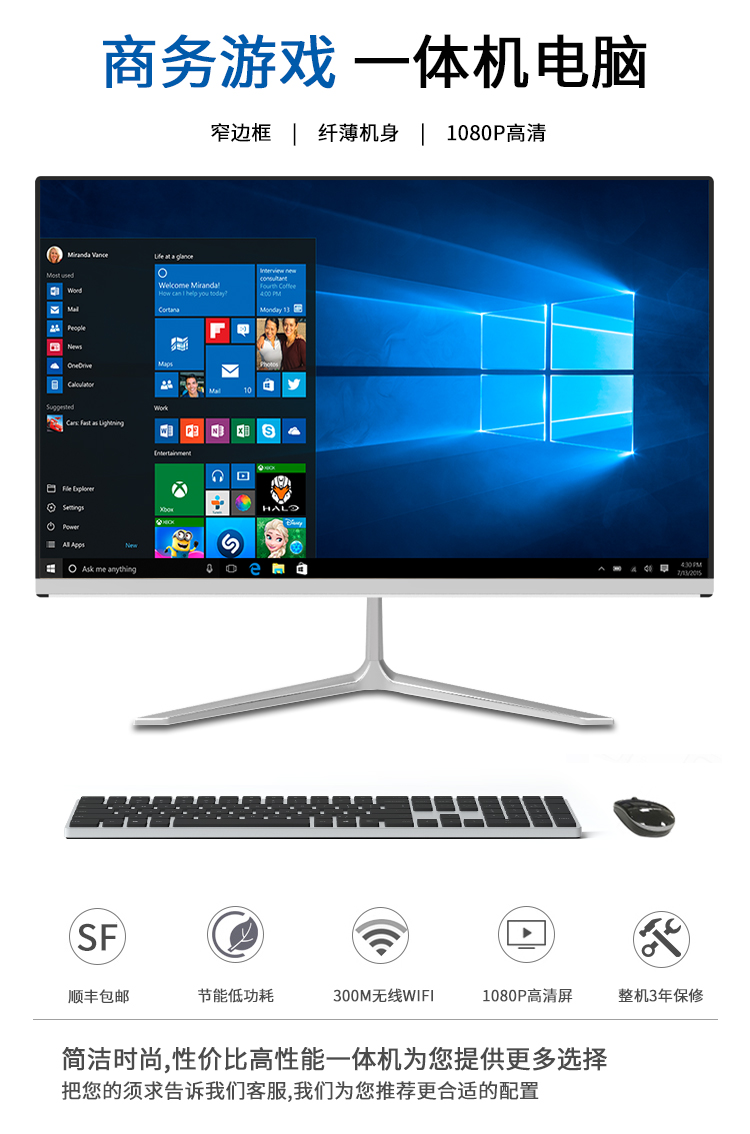 商务游戏 一体机电脑
窄边框 | 纤薄机身 | 1080P高清
Miranda Vance
Most used
Word
Mail
People
News
OneDrive
Calculator
Suggested
Cars: Fast as Lightning
File Explorer
Settings
Power
All Apps New
Life at a glance
Welcome Miranda!
How can I help you today?
Cortana
Interview new
consultant
Fourth Coffee
4:00 PM
Monday 13
Maps
Mail 10
Photos
Work
Entertainment
Xbox
XBOX
HALO
XBOX
Disney
Ask me anything
4:30 PM
7/13/2015
SF
顺丰包邮
节能低功耗
300M无线WIFI
1080P高清屏
整机3年保修
简洁时尚,性价比高性能一体机为您提供更多选择
把您的须求告诉我们客服,我们为您推荐更合适的配置